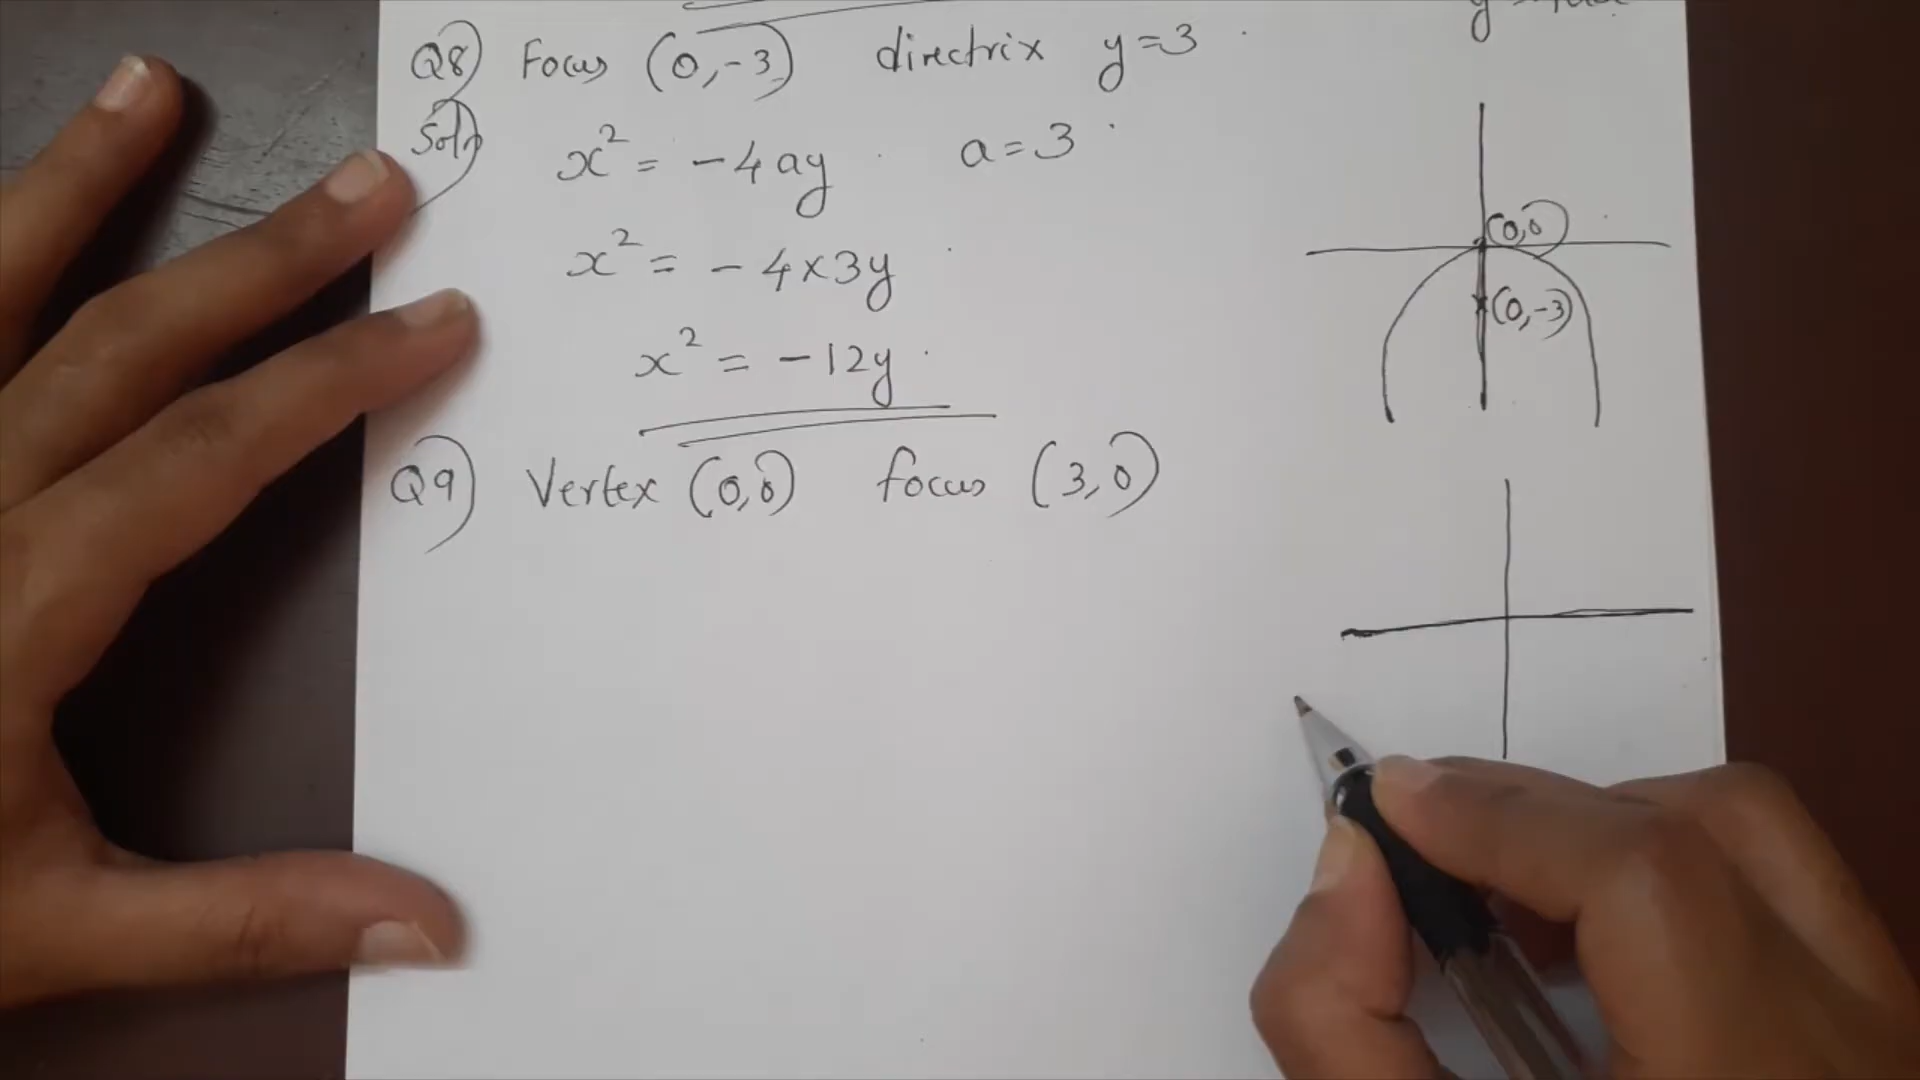 Q8) Focus (0,-3) directrix y=3
Soln x² = -4ay a=3
x² = -4×3y
x² = -12y
(0,0)
(0,-3)
Q9) Vertex (0,0) focus (3,0)